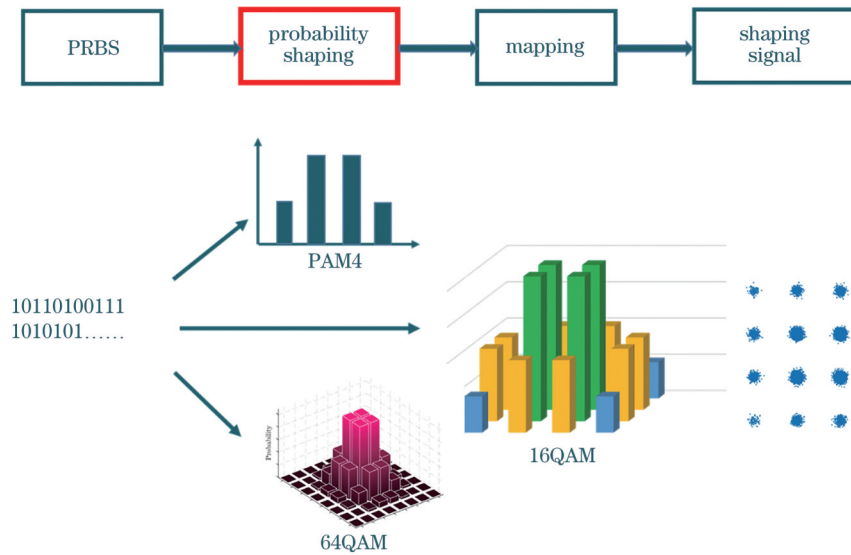 PRBS
probability
shaping
mapping
shaping
signal
PAM4
10110100111
1010101......
16QAM
Probability
64QAM